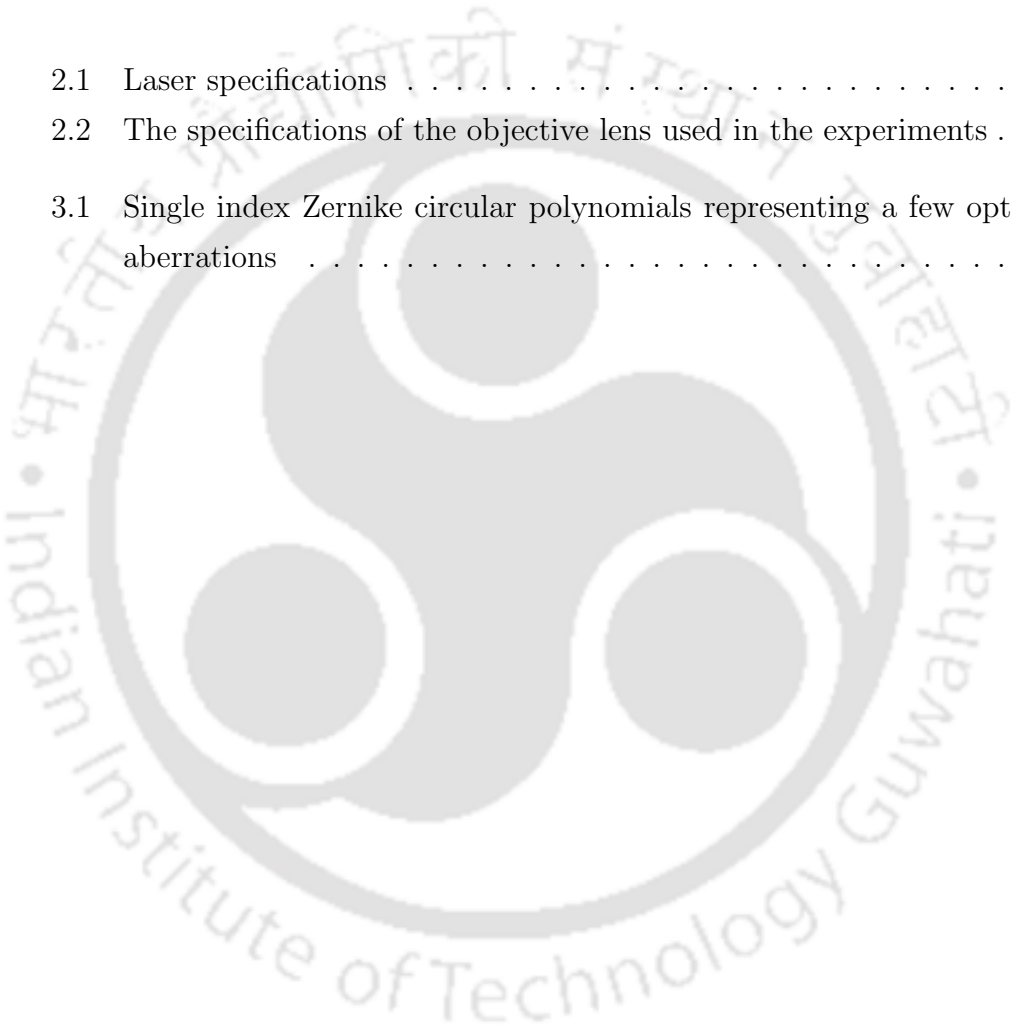 2.1 Laser specifications . . . . . . . . . . . . . . . . . . . . . . . . .
2.2 The specifications of the objective lens used in the experiments .
3.1 Single index Zernike circular polynomials representing a few opt
aberrations . . . . . . . . . . . . . . . . . . . . . . . . . . . . .
भारतीय प्रौद्योगिकी संस्थान गुवाहाटी
• Indian Institute of Technology Guwahati •